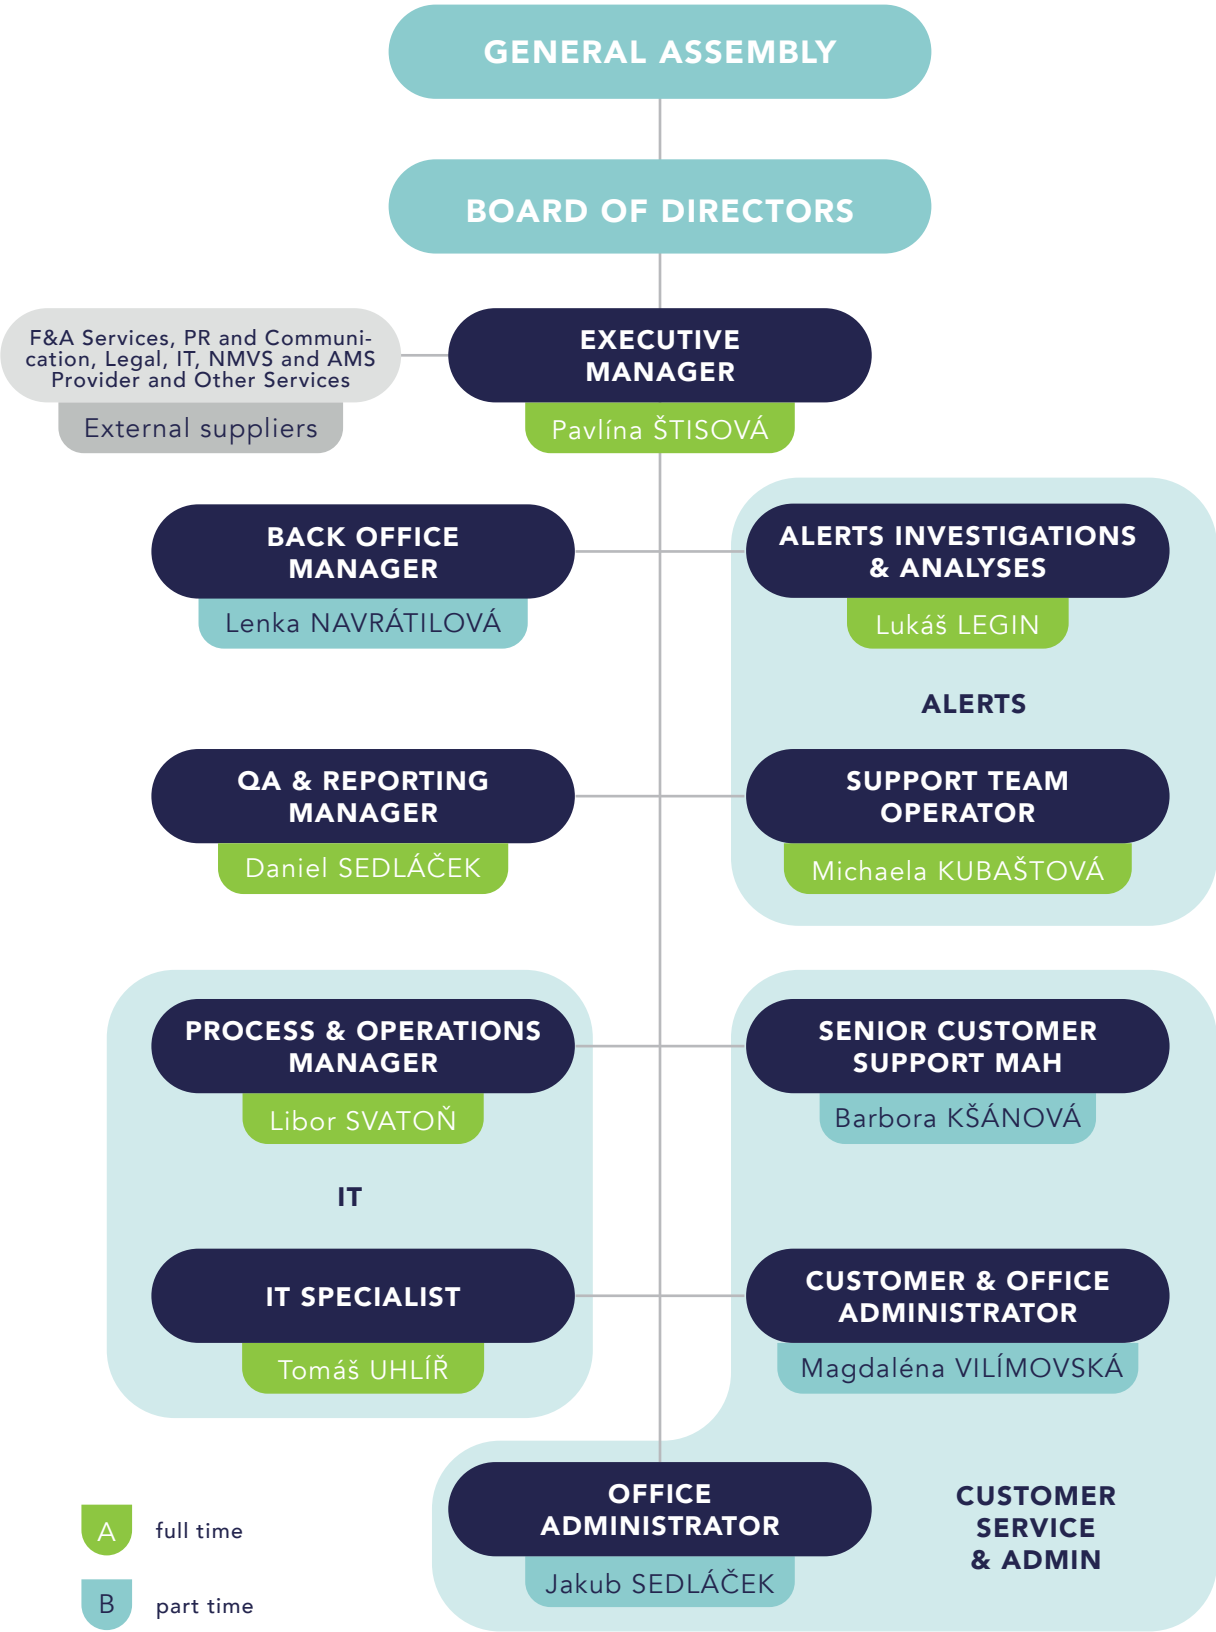 GENERAL ASSEMBLY
BOARD OF DIRECTORS
F&A Services, PR and Communi-
cation, Legal, IT, NMVS and AMS
Provider and Other Services
External suppliers
EXECUTIVE
MANAGER
Pavlína ŠTISOVÁ
BACK OFFICE
MANAGER
Lenka NAVRÁTILOVÁ
ALERTS INVESTIGATIONS
& ANALYSES
Lukáš LEGIN
ALERTS
QA & REPORTING
MANAGER
Daniel SEDLÁČEK
SUPPORT TEAM
OPERATOR
Michaela KUBAŠTOVÁ
PROCESS & OPERATIONS
MANAGER
Libor SVATOŇ
IT
SENIOR CUSTOMER
SUPPORT MAH
Barbora KŠÁNOVÁ
IT SPECIALIST
Tomáš UHLÍŘ
CUSTOMER & OFFICE
ADMINISTRATOR
Magdaléna VILÍMOVSKÁ
OFFICE
ADMINISTRATOR
Jakub SEDLÁČEK
CUSTOMER
SERVICE
& ADMIN
A full time
B part time